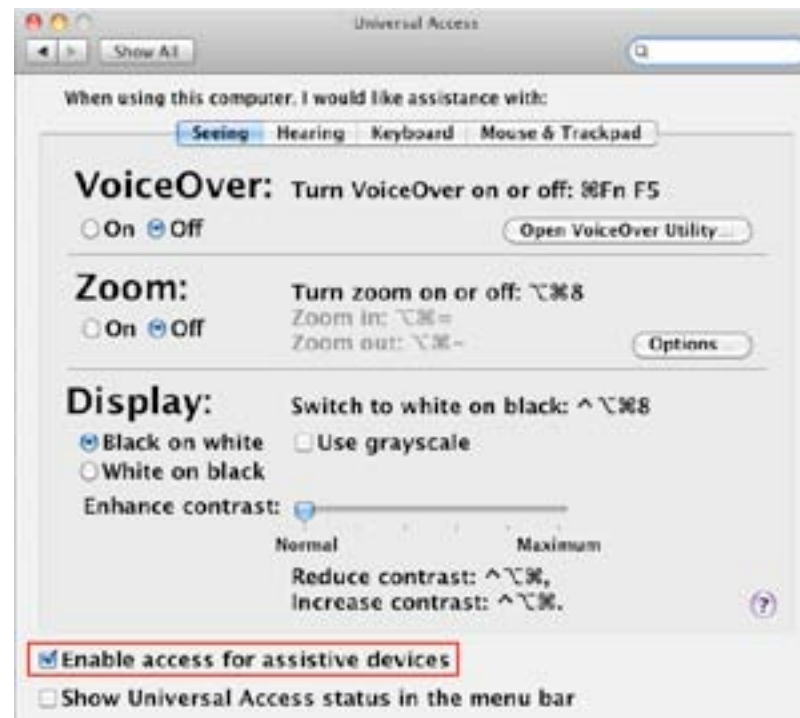 Universal Access
Show All
When using this computer, I would like assistance with:
Seeing Hearing Keyboard Mouse & Trackpad
VoiceOver: Turn VoiceOver on or off: ⌘Fn F5
On Off Open VoiceOver Utility...
Zoom: Turn zoom on or off: ⌥⌘8
On Off Zoom in: ⌥⌘=
Zoom out: ⌥⌘- Options...
Display: Switch to white on black: ^⌥⌘8
Black on white Use grayscale
White on black
Enhance contrast:
Normal Maximum
Reduce contrast: ^⌥⌘,
Increase contrast: ^⌥⌘.
?
Enable access for assistive devices
Show Universal Access status in the menu bar